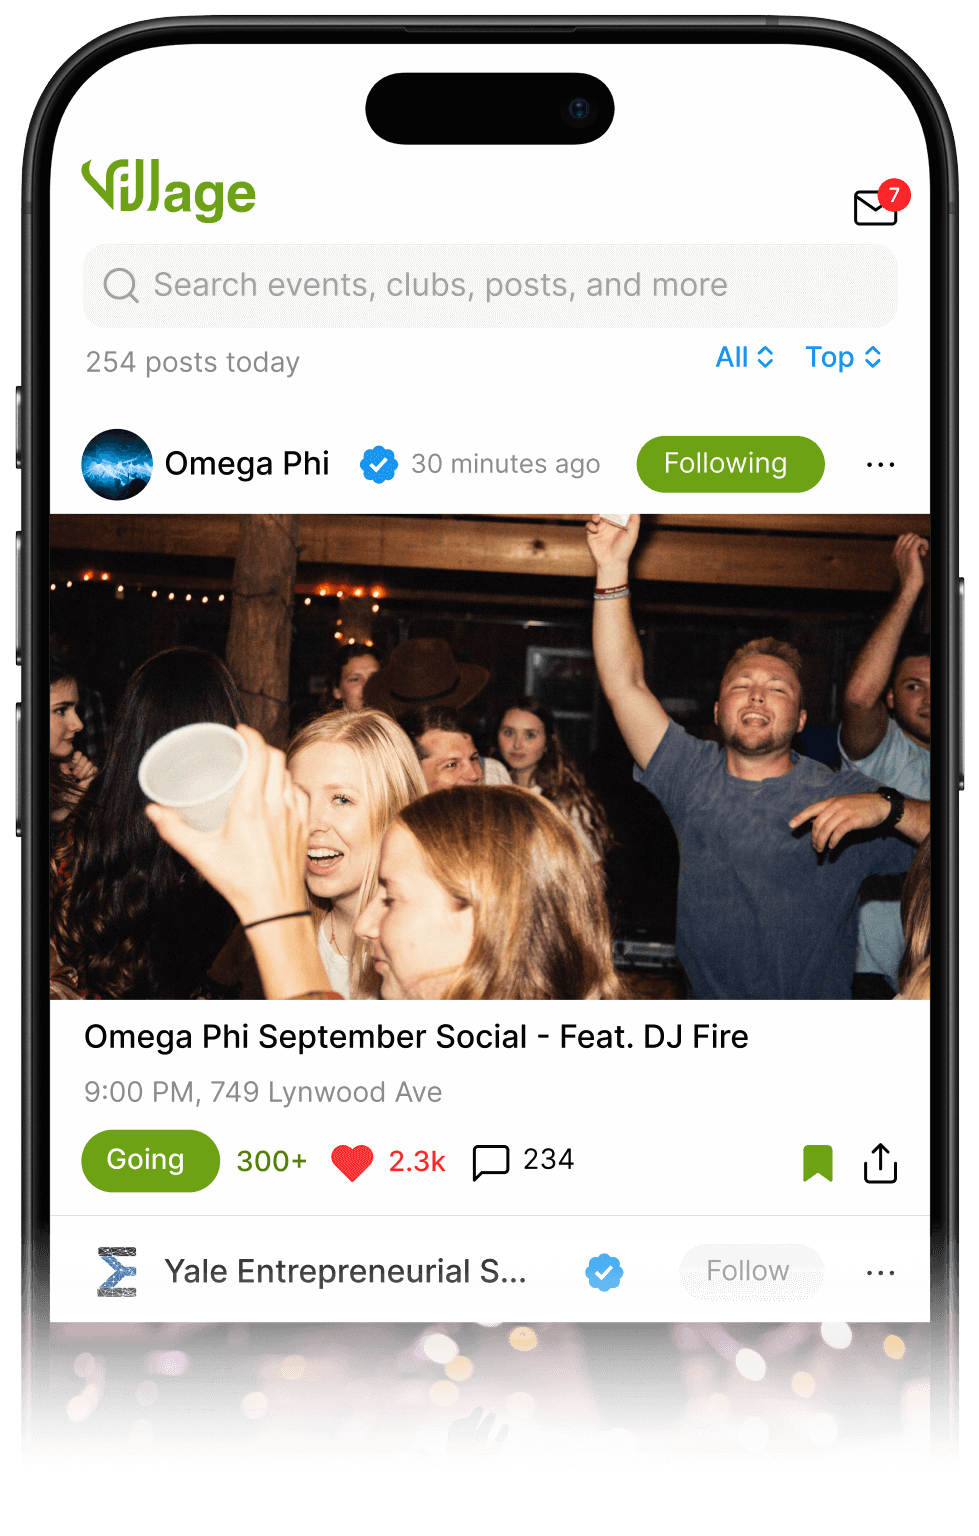 Village
7
Search events, clubs, posts, and more
254 posts today
All Top
Omega Phi 30 minutes ago Following
Omega Phi September Social - Feat. DJ Fire
9:00 PM, 749 Lynwood Ave
Going 300+ 2.3k 234
Yale Entrepreneurial S... Follow